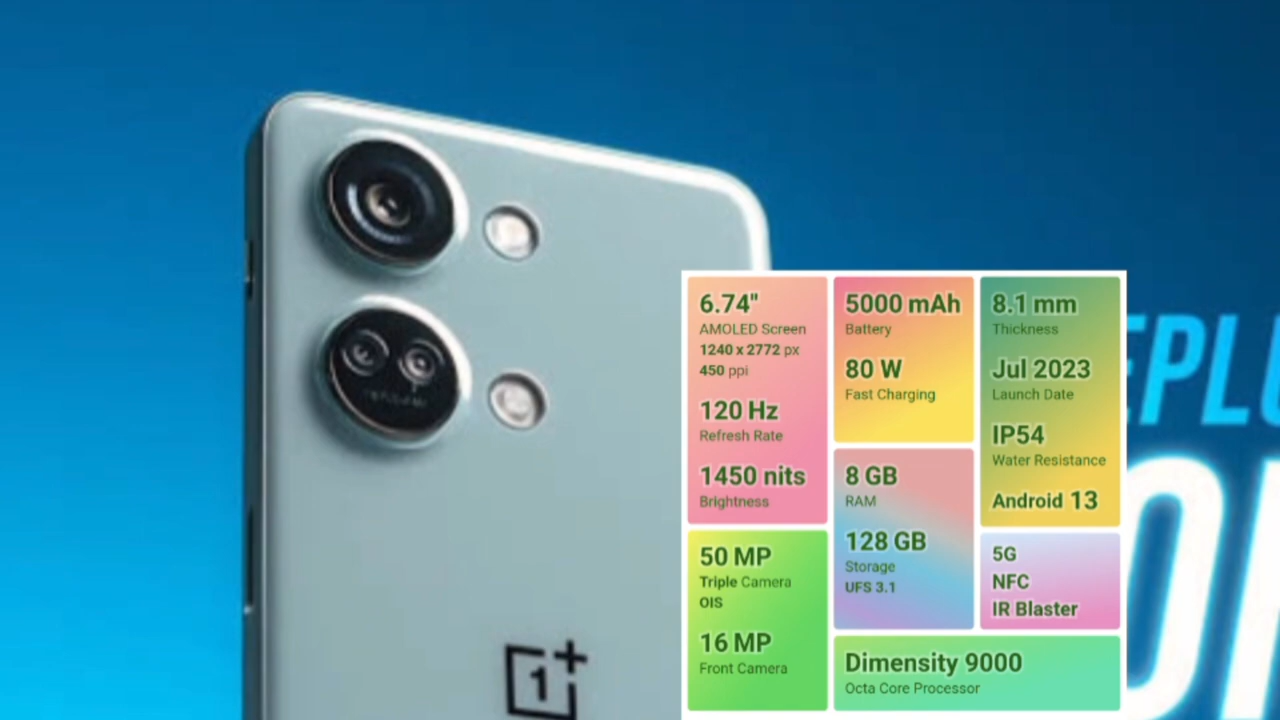 6.74"
AMOLED Screen
1240 x 2772 px
450 ppi
120 Hz
Refresh Rate
1450 nits
Brightness
50 MP
Triple Camera
OIS
16 MP
Front Camera
5000 mAh
Battery
80 W
Fast Charging
8 GB
RAM
128 GB
Storage
UFS 3.1
8.1 mm
Thickness
Jul 2023
Launch Date
IP54
Water Resistance
Android 13
5G
NFC
IR Blaster
Dimensity 9000
Octa Core Processor
1+